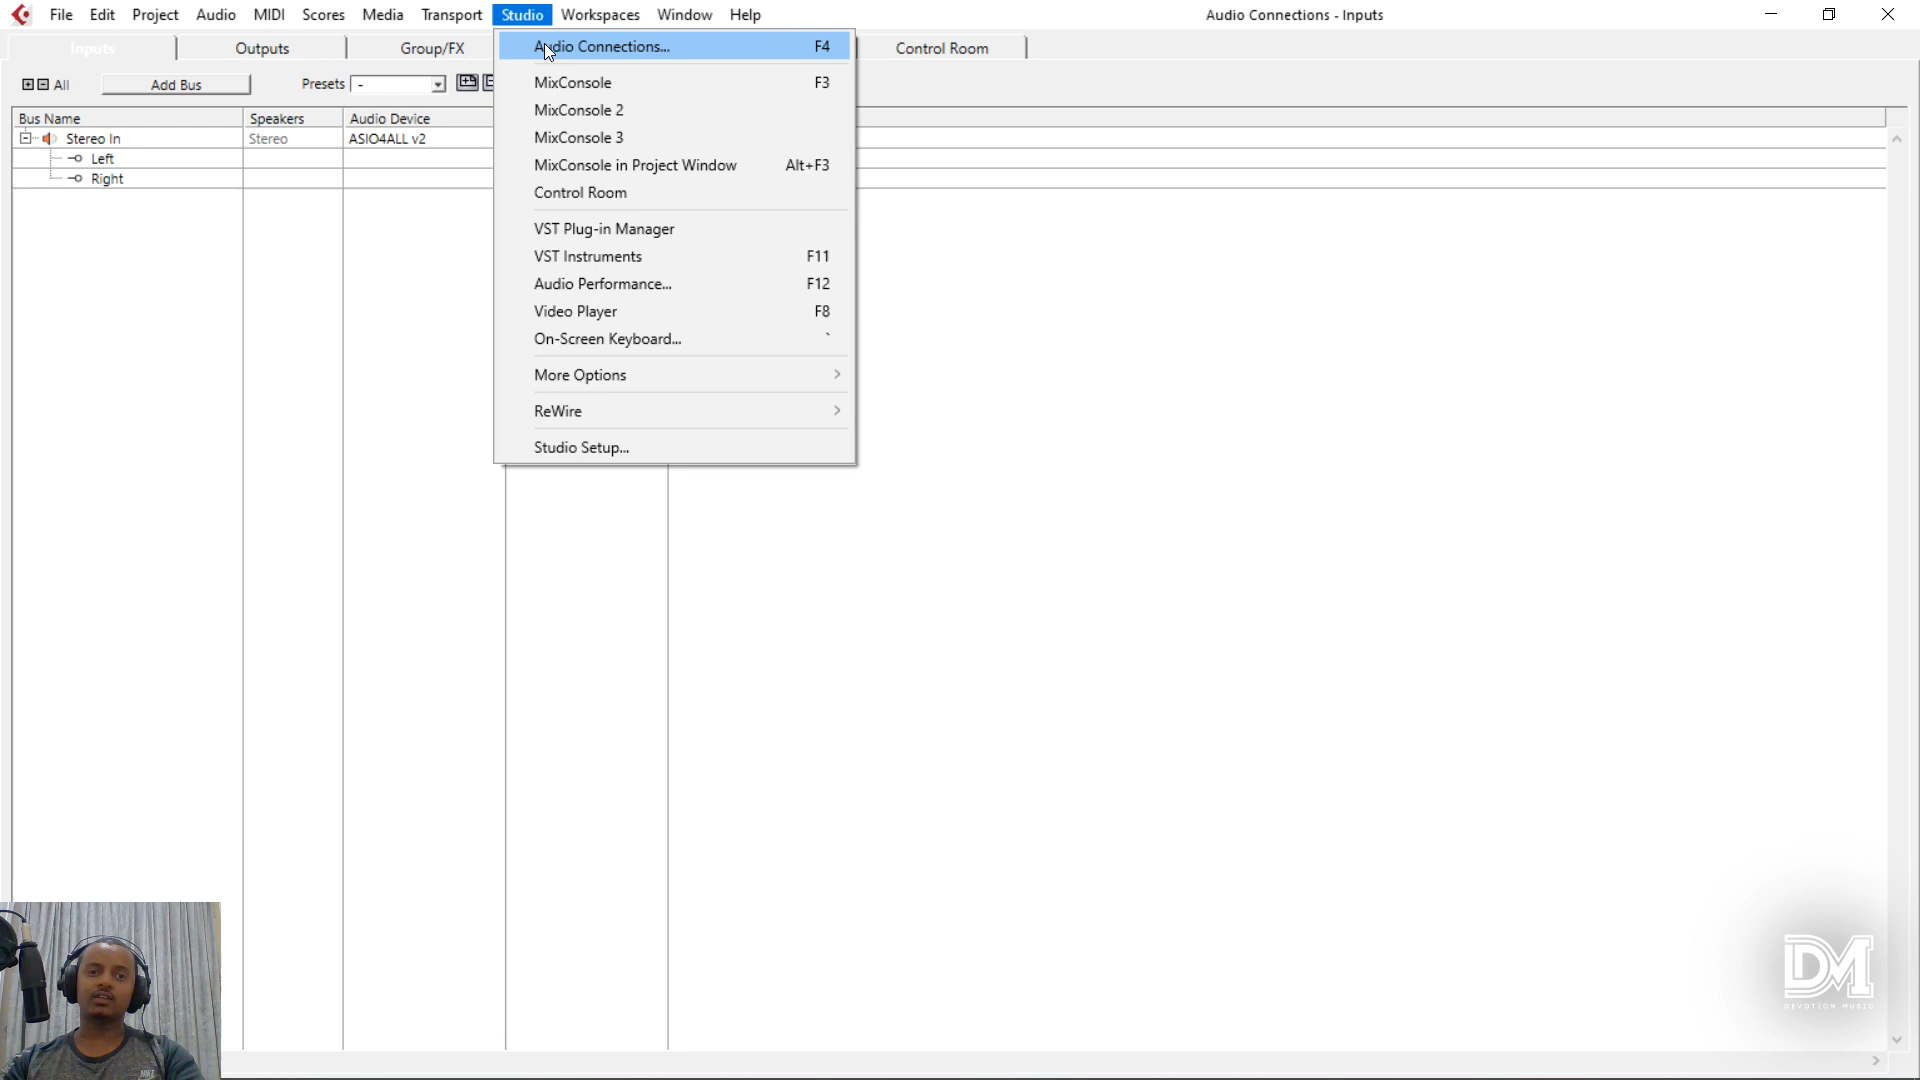 File Edit Project Audio MIDI Scores Media Transport Studio Workspaces Window Help Audio Connections - Inputs
Inputs Outputs Group/FX Control Room
All Add Bus Presets -
Bus Name Speakers Audio Device
Stereo In Stereo ASIO4ALL v2
Left
Right
Audio Connections... F4
MixConsole F3
MixConsole 2
MixConsole 3
MixConsole in Project Window Alt+F3
Control Room
VST Plug-in Manager
VST Instruments F11
Audio Performance... F12
Video Player F8
On-Screen Keyboard... `
More Options
ReWire
Studio Setup...
DM
DEVOTION MUSIC
NIKE